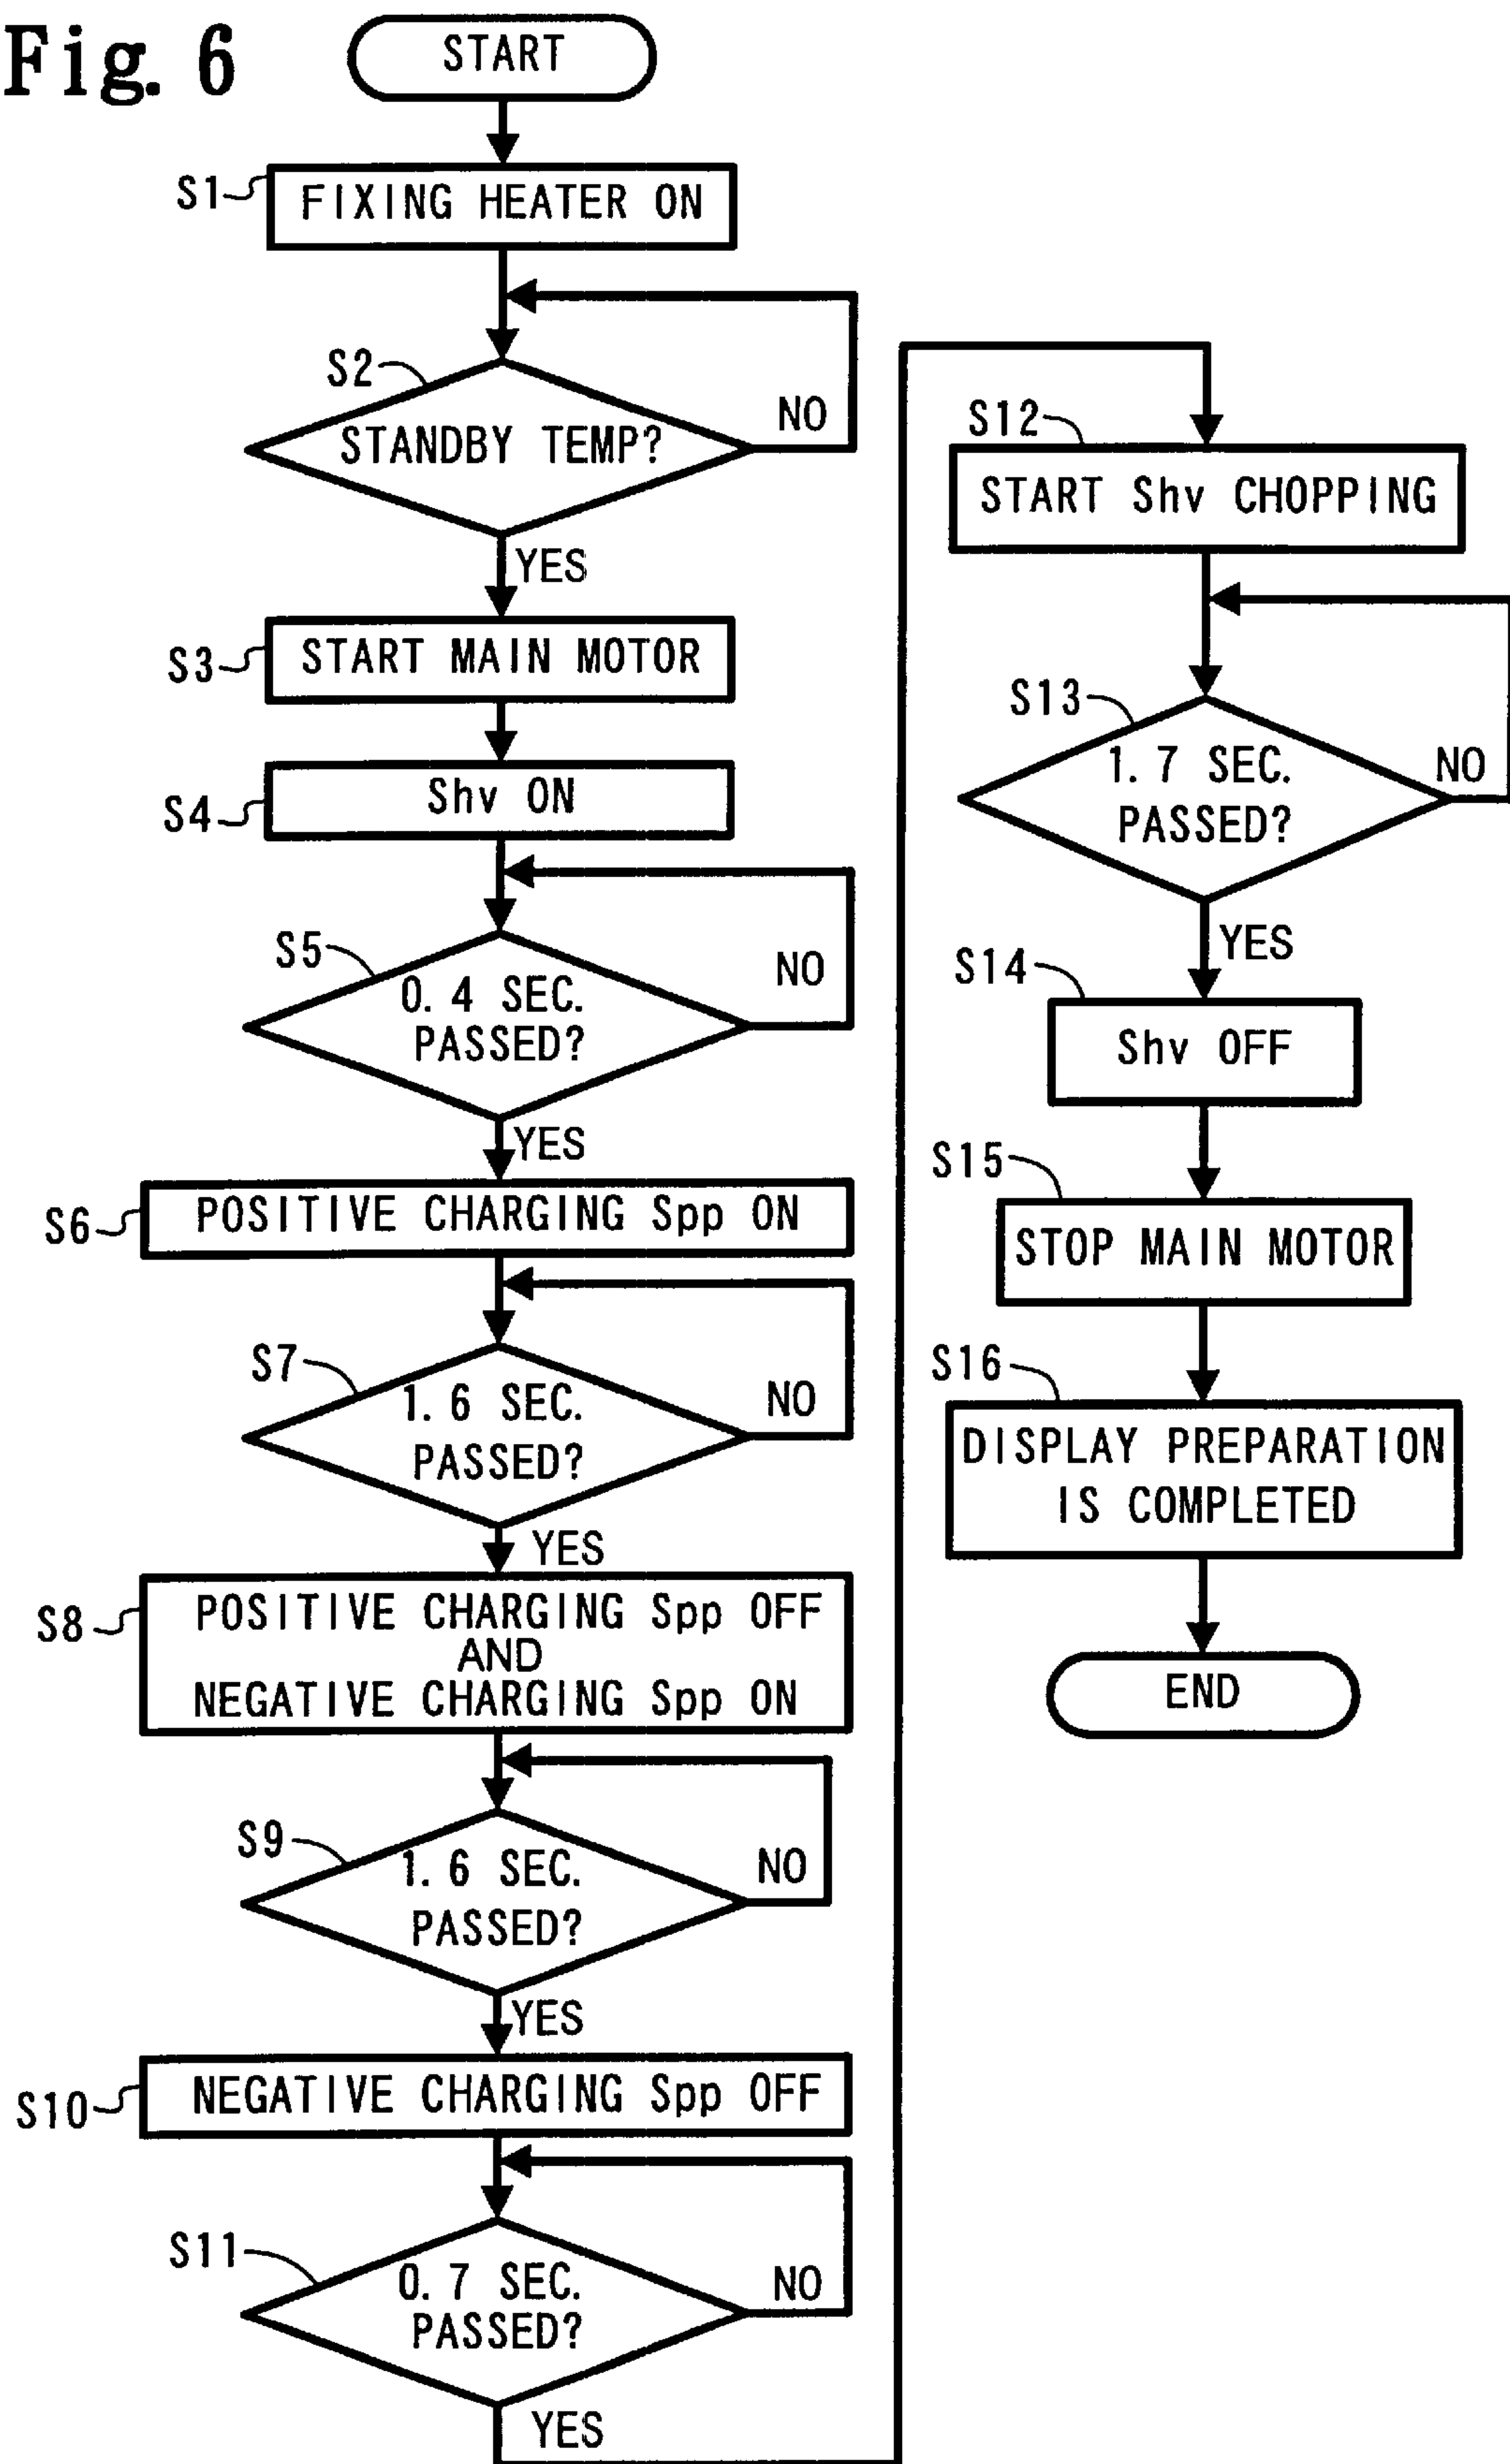 Fig. 6
START
S1
FIXING HEATER ON
S2
STANDBY TEMP?
NO
YES
S3
START MAIN MOTOR
S4
Shv ON
S5
0.4 SEC.
PASSED?
NO
YES
S6
POSITIVE CHARGING Spp ON
S7
1.6 SEC.
PASSED?
NO
YES
S8
POSITIVE CHARGING Spp OFF
AND
NEGATIVE CHARGING Spp ON
S9
1.6 SEC.
PASSED?
NO
YES
S10
NEGATIVE CHARGING Spp OFF
S11
0.7 SEC.
PASSED?
NO
YES
S12
START Shv CHOPPING
S13
1.7 SEC.
PASSED?
NO
YES
S14
Shv OFF
S15
STOP MAIN MOTOR
S16
DISPLAY PREPARATION
IS COMPLETED
END